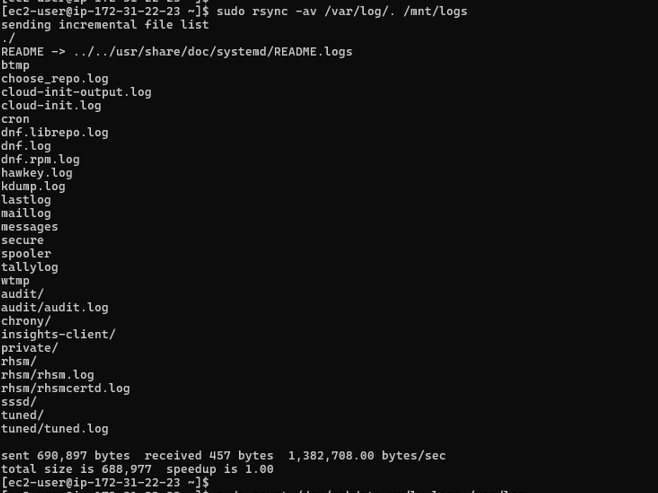 [ec2-user@ip-172-31-22-23 ~]$ sudo rsync -av /var/log/. /mnt/logs
sending incremental file list
./
README -> ../../usr/share/doc/systemd/README.logs
btmp
choose_repo.log
cloud-init-output.log
cloud-init.log
cron
dnf.librepo.log
dnf.log
dnf.rpm.log
hawkey.log
kdump.log
lastlog
maillog
messages
secure
spooler
tallylog
wtmp
audit/
audit/audit.log
chrony/
insights-client/
private/
rhsm/
rhsm/rhsm.log
rhsm/rhsmcertd.log
sssd/
tuned/
tuned/tuned.log
sent 690,897 bytes  received 457 bytes  1,382,708.00 bytes/sec
total size is 688,977  speedup is 1.00
[ec2-user@ip-172-31-22-23 ~]$